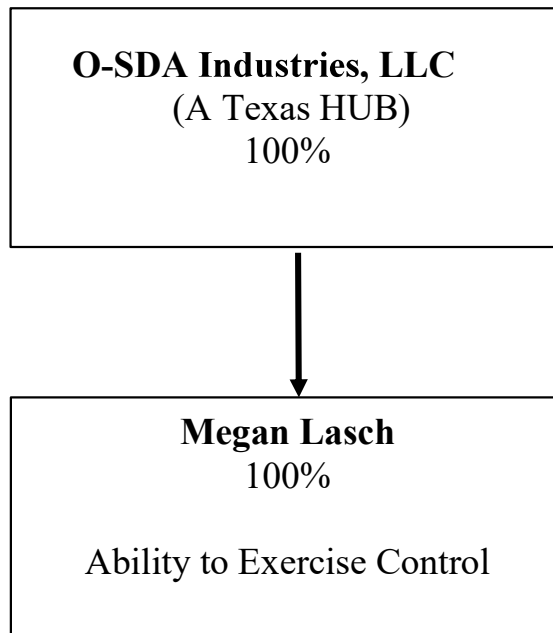 O-SDA Industries, LLC
(A Texas HUB)
100%
Megan Lasch
100%
Ability to Exercise Control